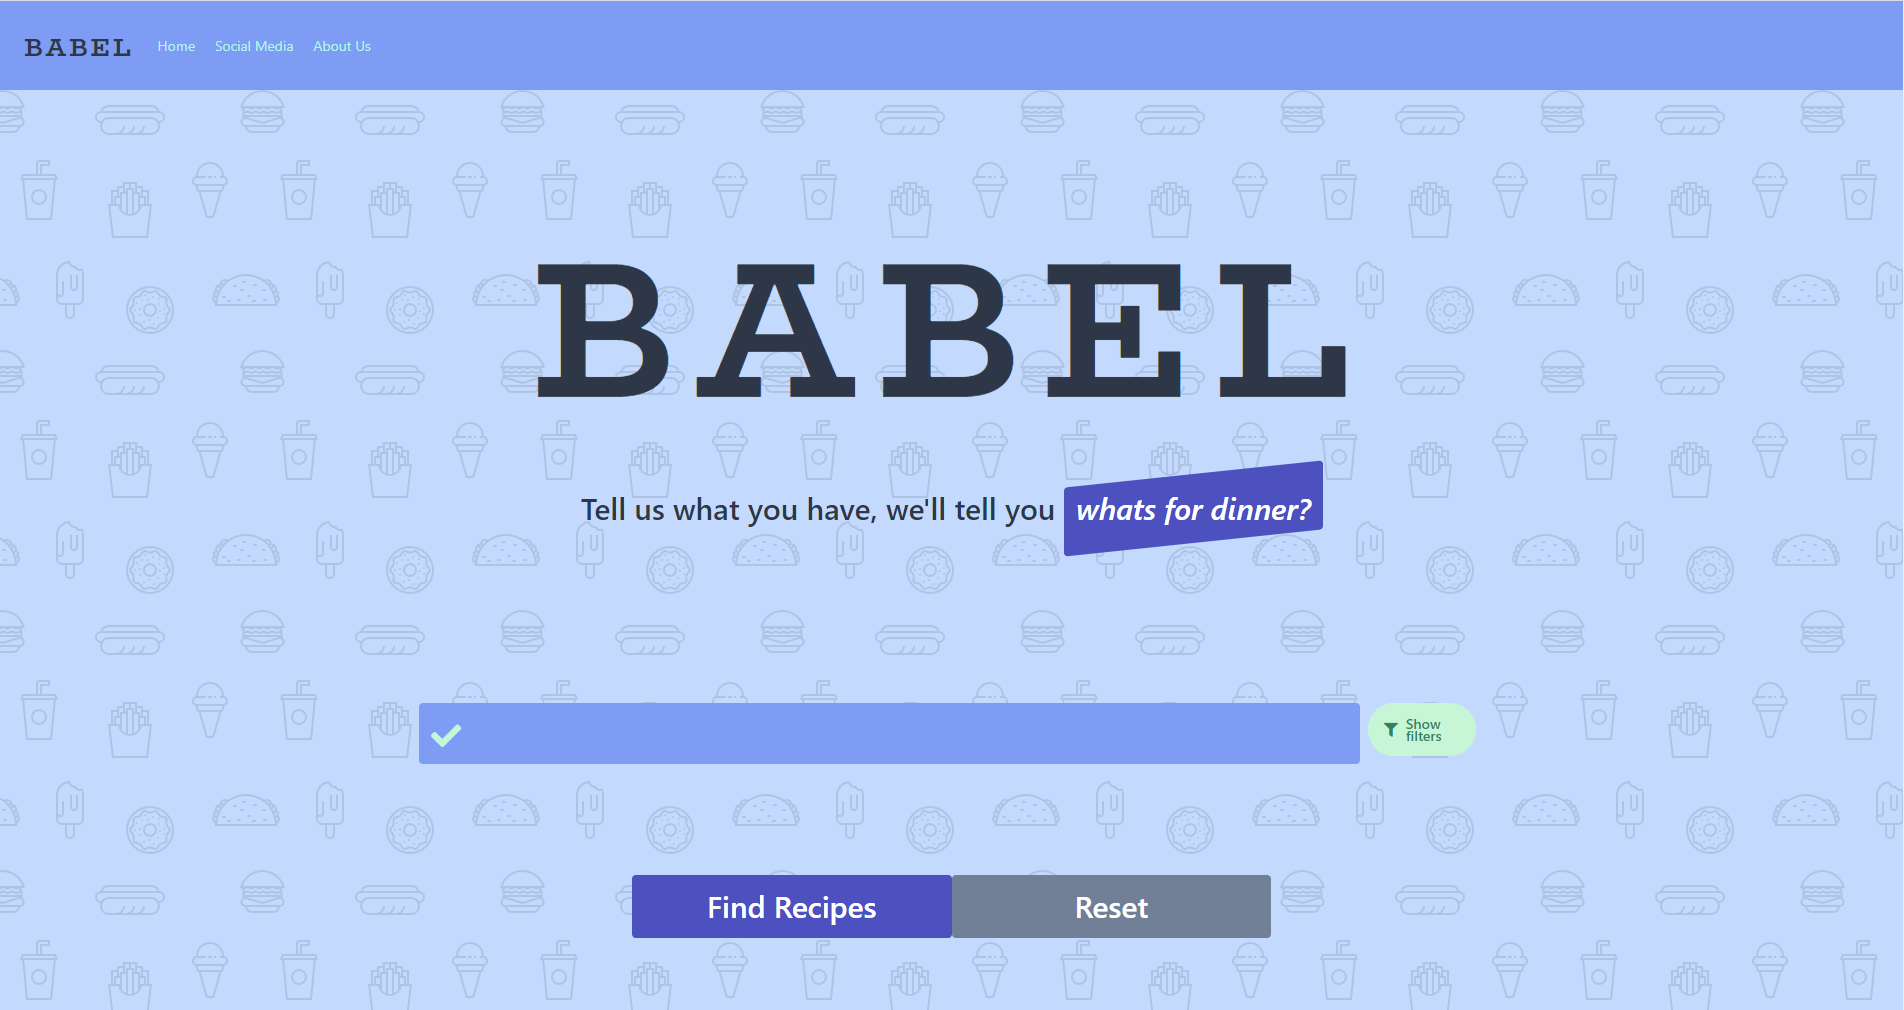 BABEL Home Social Media About Us
BABEL
Tell us what you have, we'll tell you whats for dinner?
Show
filters
Find Recipes Reset